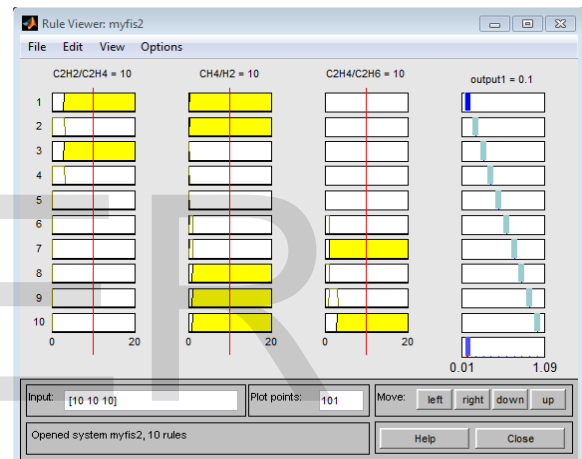 Rule Viewer: myfis2
File Edit View Options
C2H2/C2H4 = 10 CH4/H2 = 10 C2H4/C2H6 = 10 output1 = 0.1
1
2
3
4
5
6
7
8
9
10
0 20 0 20 0 20
0.01 1.09
Input: [10 10 10] Plot points: 101 Move: left right down up
Opened system myfis2, 10 rules Help Close
ER